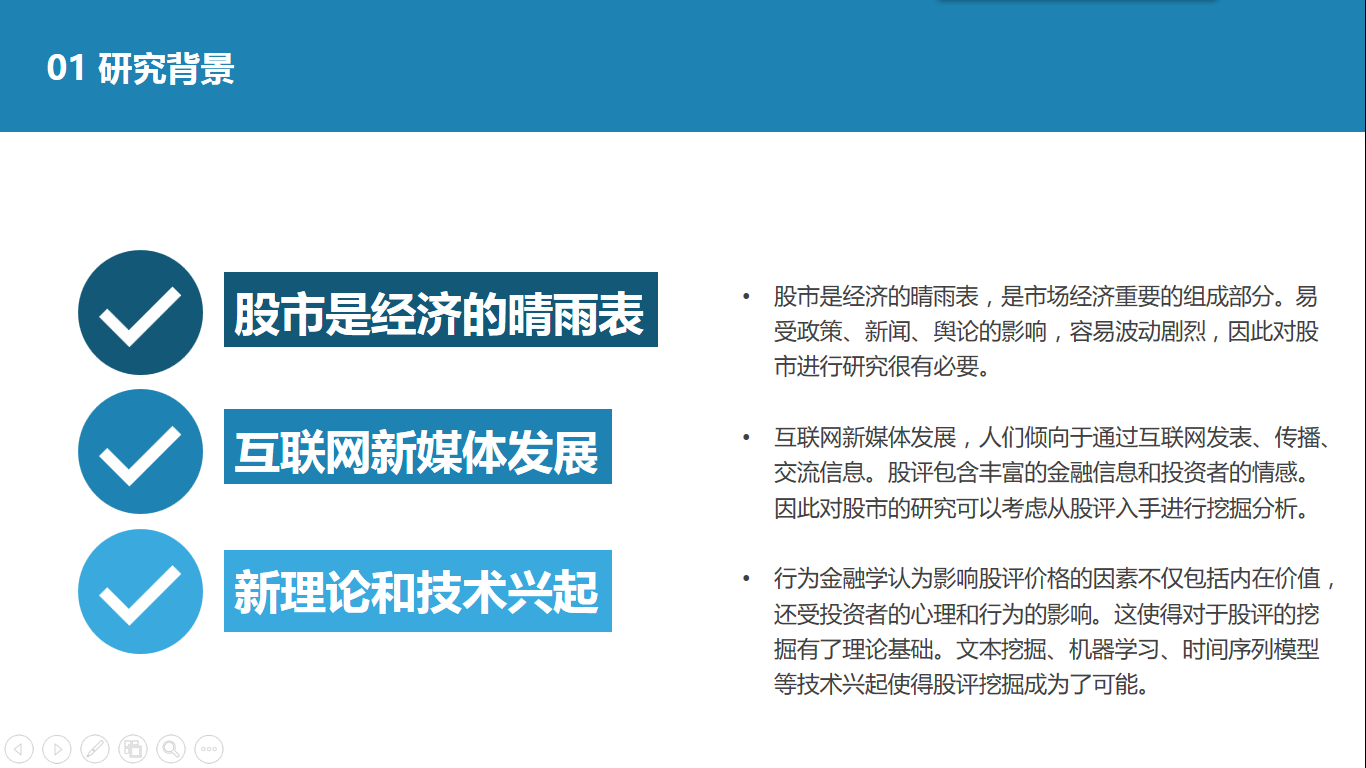 01 研究背景
股市是经济的晴雨表
互联网新媒体发展
新理论和技术兴起
• 股市是经济的晴雨表，是市场经济重要的组成部分。易
受政策、新闻、舆论的影响，容易波动剧烈，因此对股
市进行研究很有必要。
• 互联网新媒体发展，人们倾向于通过互联网发表、传播、
交流信息。股评包含丰富的金融信息和投资者的情感。
因此对股市的研究可以考虑从股评入手进行挖掘分析。
• 行为金融学认为影响股评价格的因素不仅包括内在价值，
还受投资者的心理和行为的影响。这使得对于股评的挖
掘有了理论基础。文本挖掘、机器学习、时间序列模型
等技术兴起使得股评挖掘成为了可能。